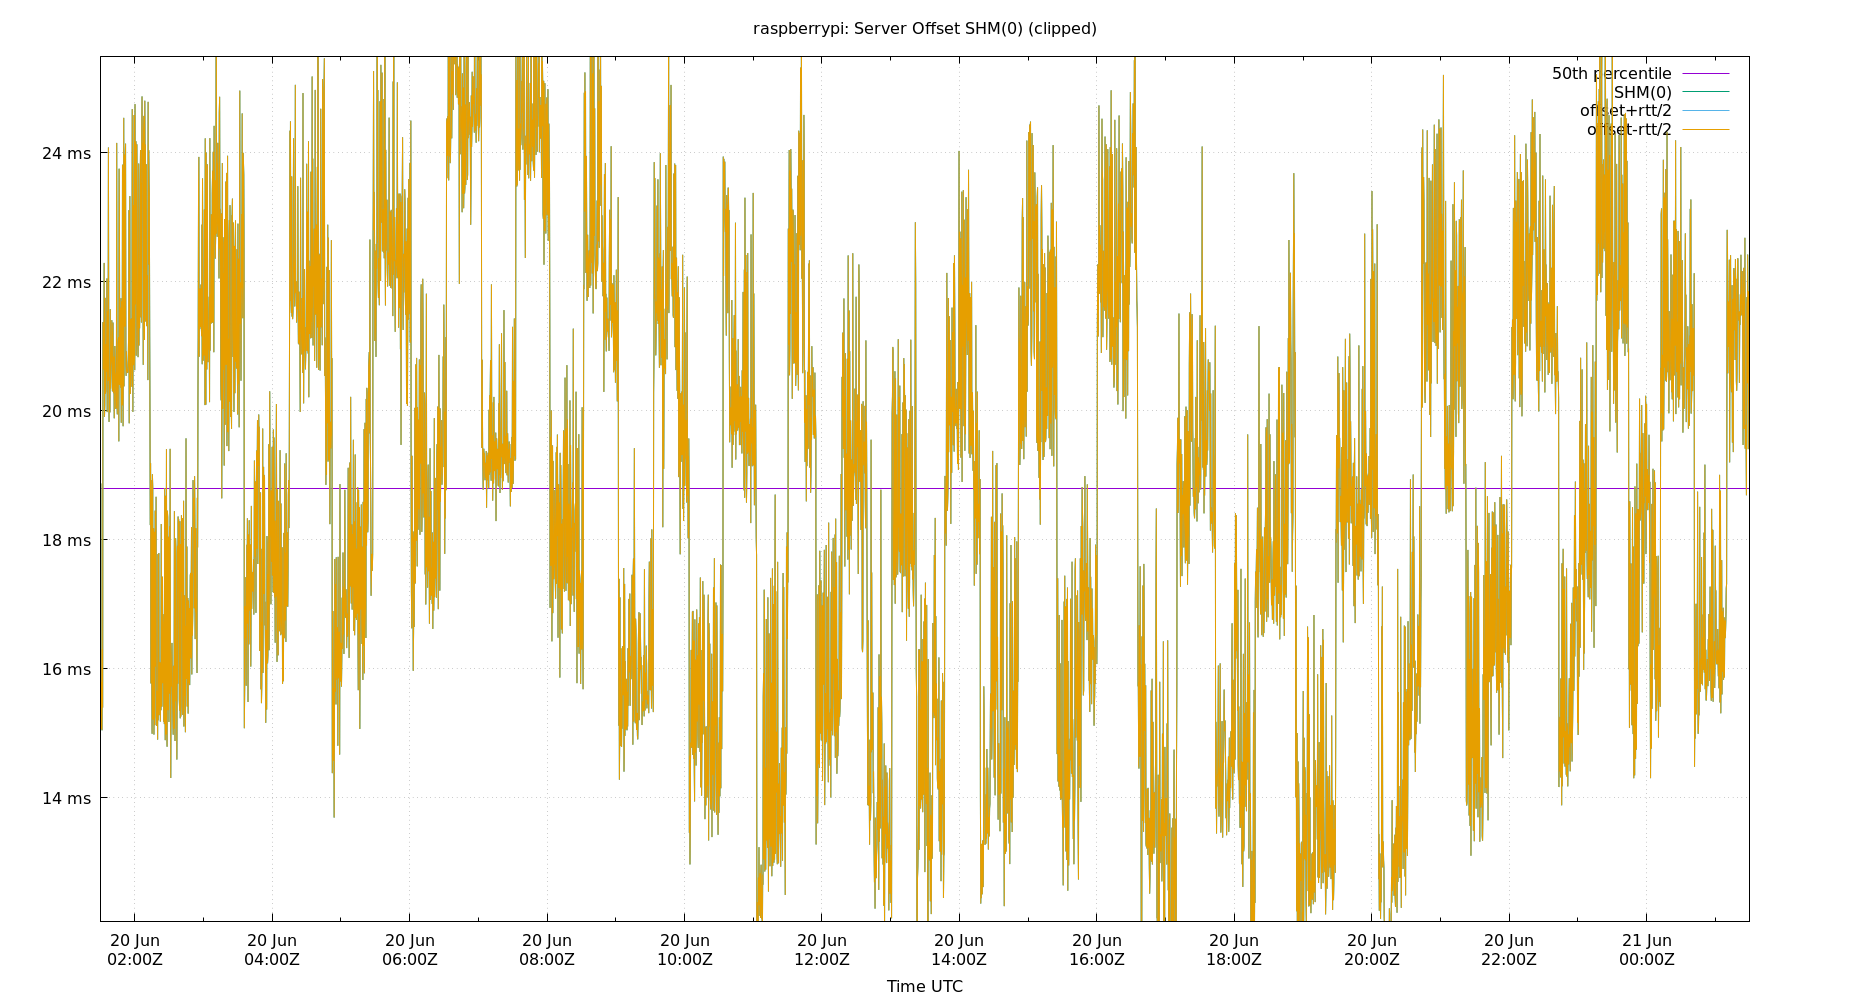 raspberrypi: Server Offset SHM(0) (clipped)
50th percentile
SHM(0)
offset+rtt/2
offset-rtt/2
24 ms
22 ms
20 ms
18 ms
16 ms
14 ms
20 Jun 20 Jun 20 Jun 20 Jun 20 Jun 20 Jun 20 Jun 20 Jun 20 Jun 20 Jun 20 Jun 21 Jun
02:00Z 04:00Z 06:00Z 08:00Z 10:00Z 12:00Z 14:00Z 16:00Z 18:00Z 20:00Z 22:00Z 00:00Z
Time UTC